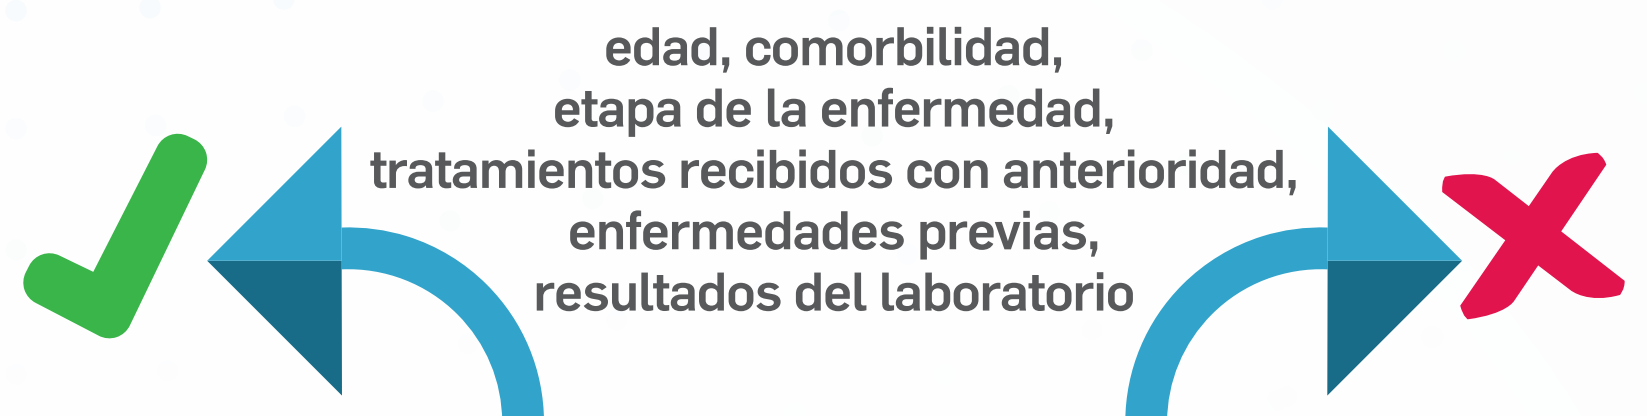 edad, comorbilidad,
etapa de la enfermedad,
tratamientos recibidos con anterioridad,
enfermedades previas,
resultados del laboratorio